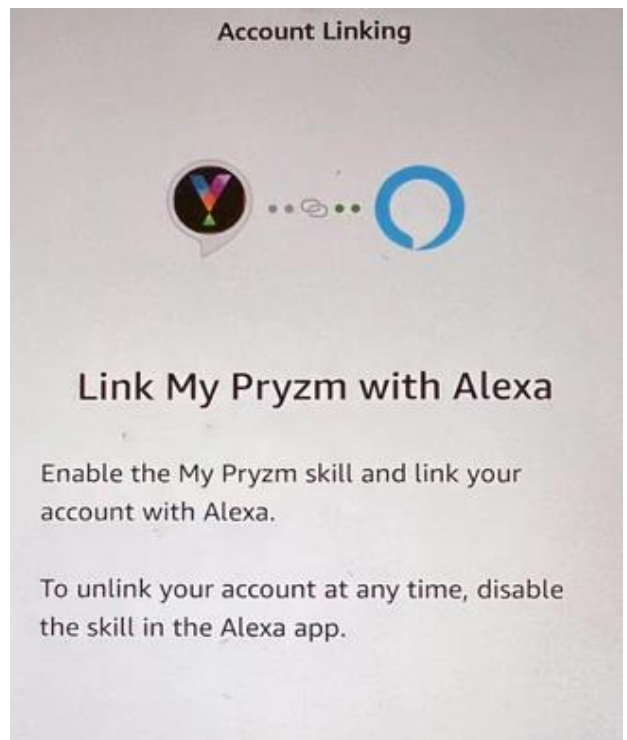 Account Linking
Link My Pryzm with Alexa
Enable the My Pryzm skill and link your
account with Alexa.
To unlink your account at any time, disable
the skill in the Alexa app.